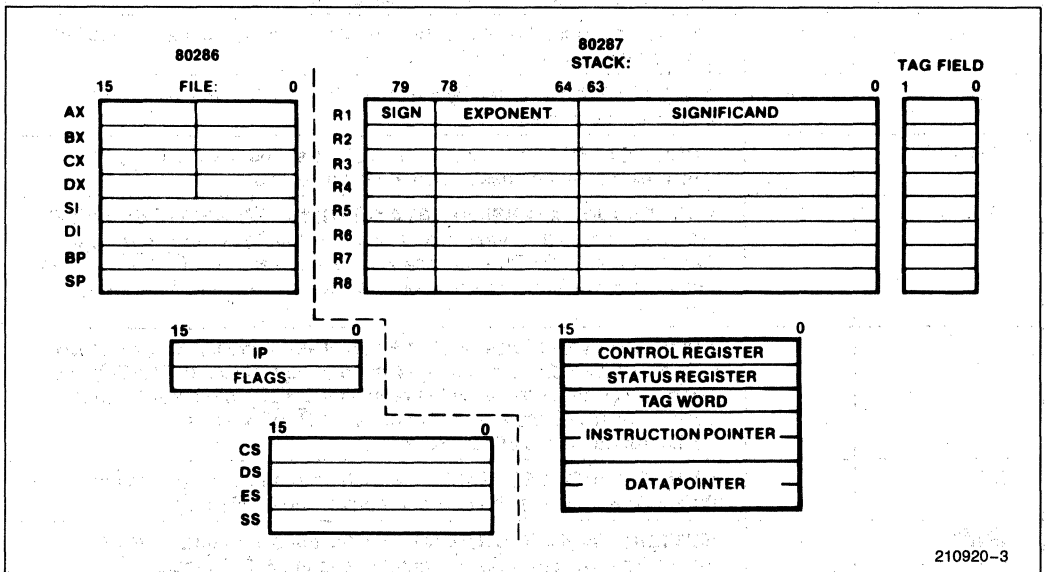 80286
FILE:
15 0
AX
BX
CX
DX
SI
DI
BP
SP
80287
STACK:
79 78 64 63 0
R1 SIGN EXPONENT SIGNIFICAND
R2
R3
R4
R5
R6
R7
R8
TAG FIELD
1 0
15 0
IP
FLAGS
15 0
CS
DS
ES
SS
15 0
CONTROL REGISTER
STATUS REGISTER
TAG WORD
INSTRUCTION POINTER
DATA POINTER
210920-3